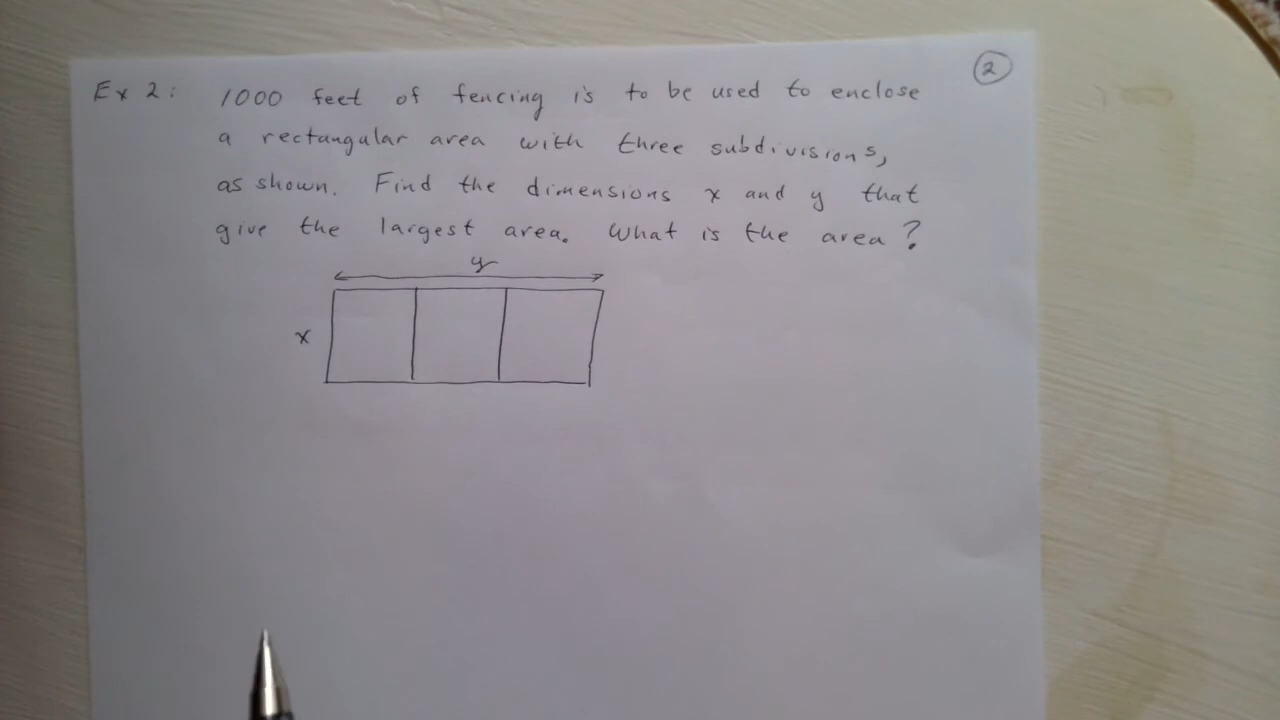 2
Ex 2: 1000 feet of fencing is to be used to enclose
a rectangular area with three subdivisions,
as shown. Find the dimensions x and y that
give the largest area. What is the area?
y
x